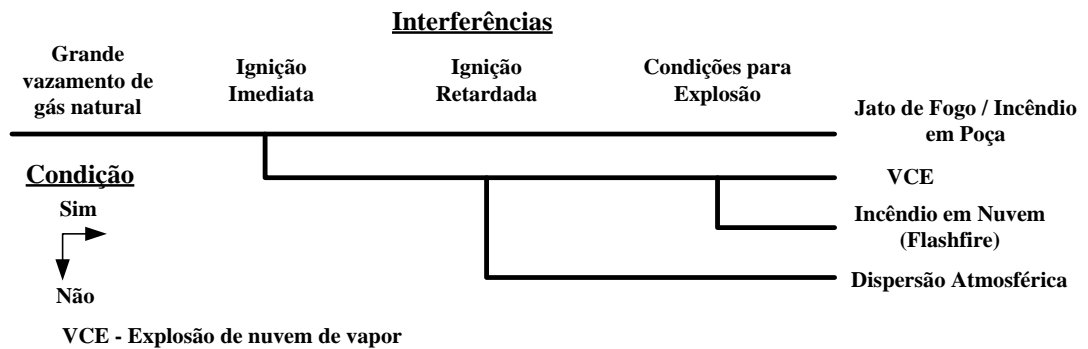 Interferências
Grande
vazamento de
gás natural
Ignição
Imediata
Ignição
Retardada
Condições para
Explosão
Jato de Fogo / Incêndio
em Poça
Condição
Sim
Não
VCE
Incêndio em Nuvem
(Flashfire)
Dispersão Atmosférica
VCE - Explosão de nuvem de vapor